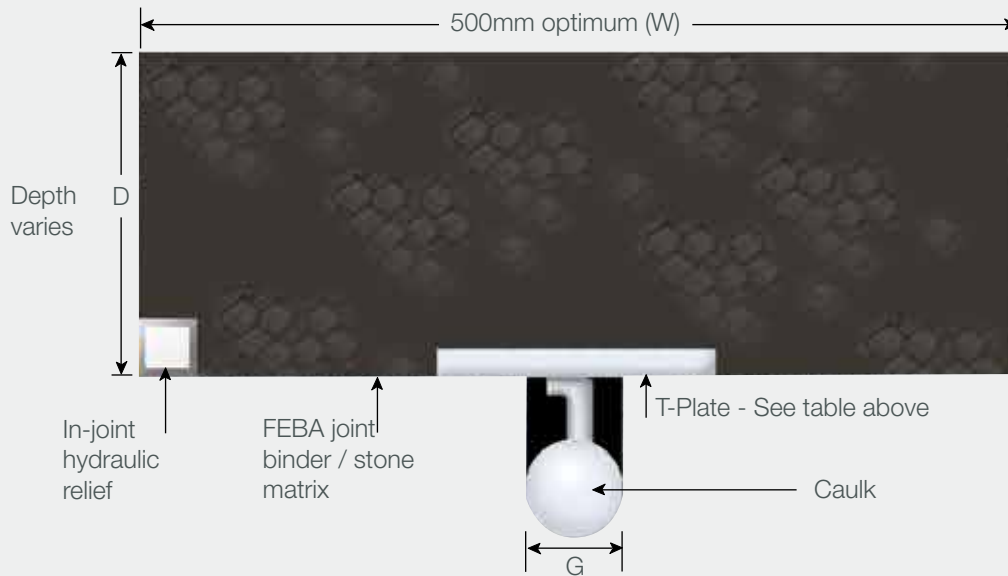 500mm optimum (W)
Depth
varies
D
In-joint
hydraulic
relief
FEBA joint
binder / stone
matrix
T-Plate - See table above
Caulk
G